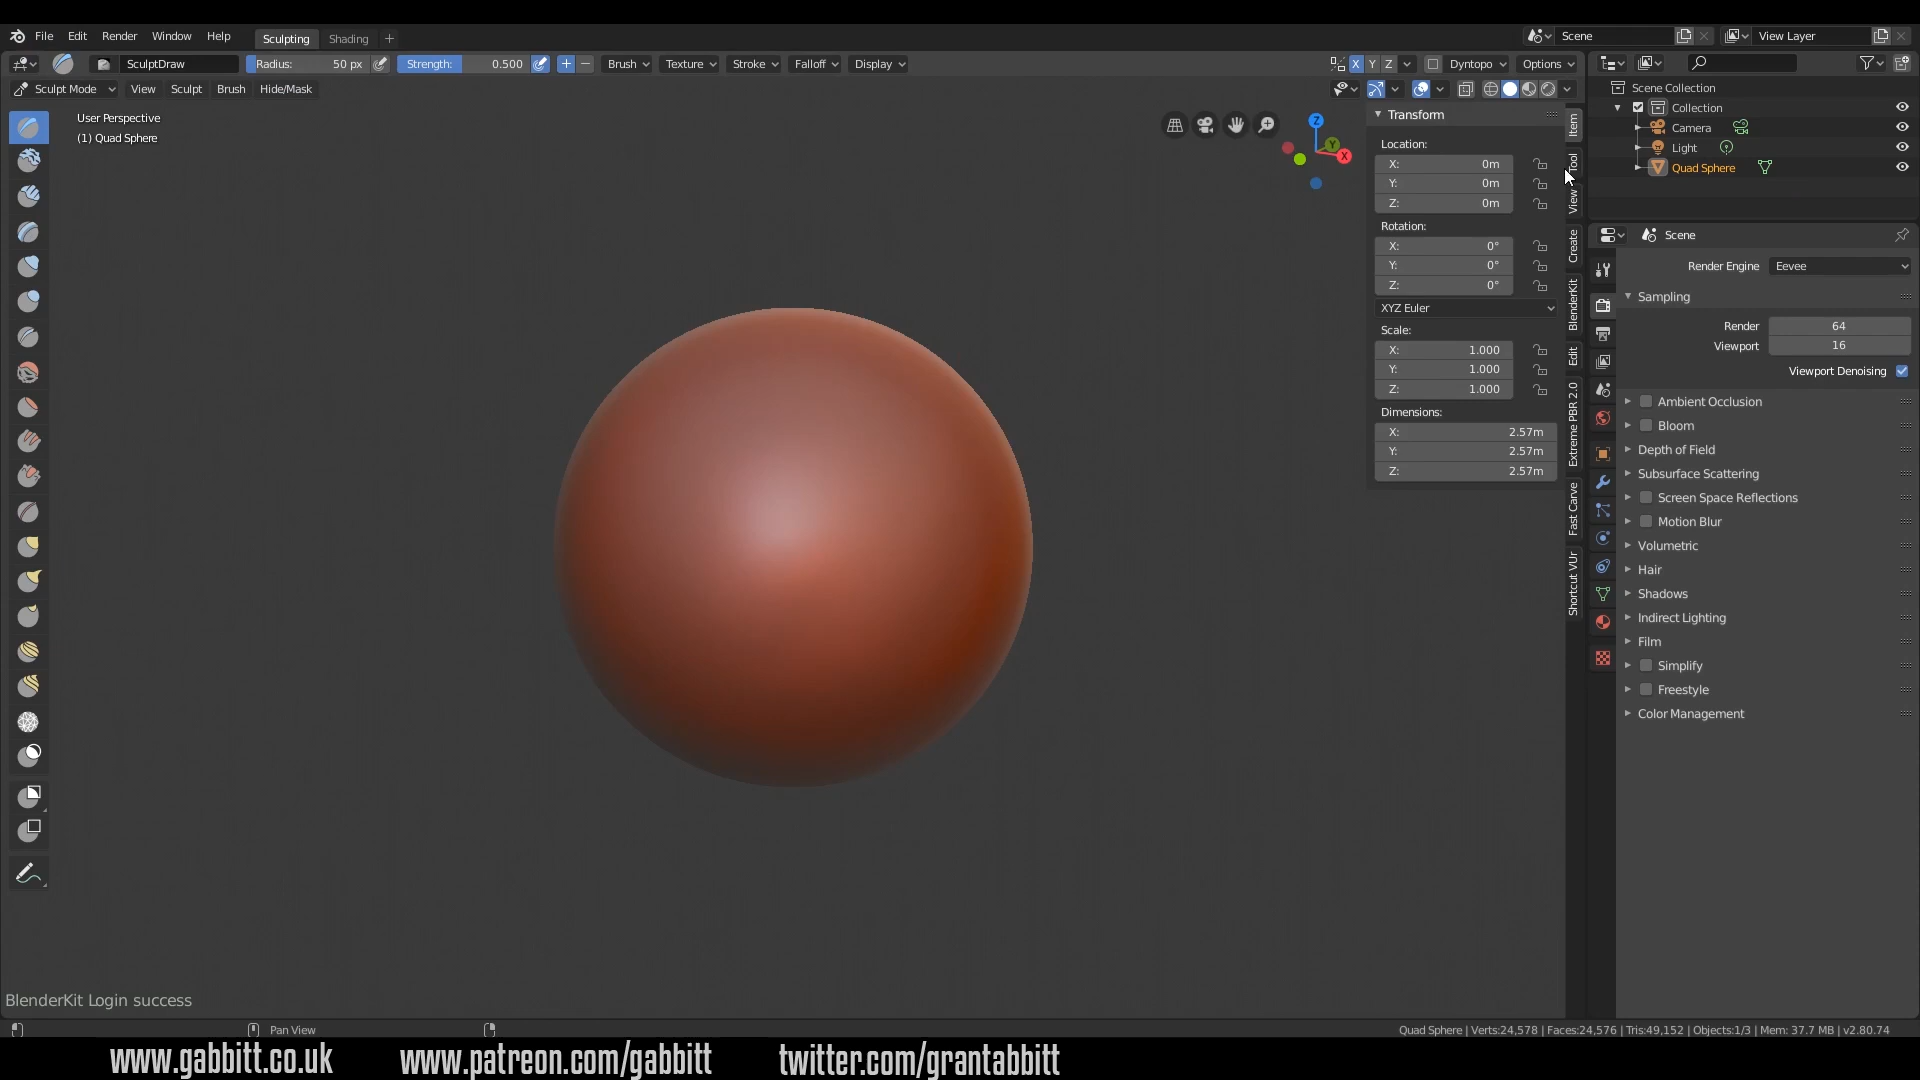 File Edit Render Window Help Sculpting Shading + Scene View Layer
SculptDraw Radius: 50 px Strength: 0.500 + − Brush Texture Stroke Falloff Display X Y Z Dyntopo Options
Sculpt Mode View Sculpt Brush Hide/Mask
User Perspective
(1) Quad Sphere
Z
Y
X
Transform
Location:
X: 0m
Y: 0m
Z: 0m
Rotation:
X: 0°
Y: 0°
Z: 0°
XYZ Euler
Scale:
X: 1.000
Y: 1.000
Z: 1.000
Dimensions:
X: 2.57m
Y: 2.57m
Z: 2.57m
Item
Tool
View
Create
BlenderKit
Edit
Extreme PBR 2.0
Fast Carve
Shortcut VUr
Scene Collection
Collection
Camera
Light
Quad Sphere
Scene
Render Engine Eevee
Sampling
Render 64
Viewport 16
Viewport Denoising
Ambient Occlusion
Bloom
Depth of Field
Subsurface Scattering
Screen Space Reflections
Motion Blur
Volumetric
Hair
Shadows
Indirect Lighting
Film
Simplify
Freestyle
Color Management
BlenderKit Login success
Pan View
Quad Sphere | Verts:24,578 | Faces:24,576 | Tris:49,152 | Objects:1/3 | Mem: 37.7 MB | v2.80.74
www.gabbitt.co.uk www.patreon.com/gabbitt twitter.com/grantabbitt